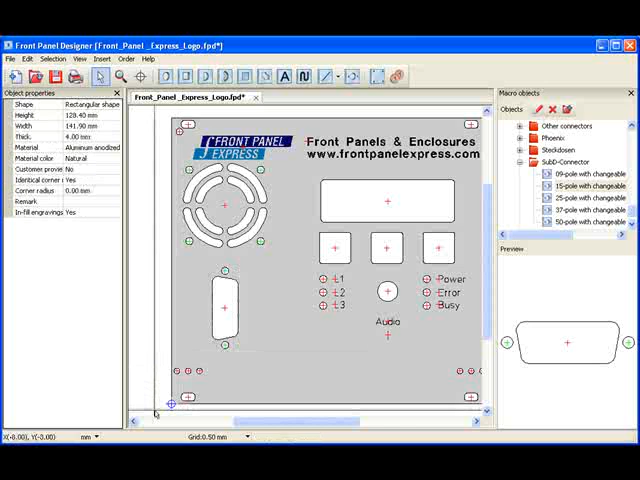 Front Panel Designer [Front_Panel _Express_Logo.fpd*]
File View Selection Insert Order ?
Object properties
Front_Panel _Express_Logo.fpd*
Macro objects
Shape Rectangular shape
Height 128.40 mm
Width 141.90 mm
Thick. 4.00 mm
Material Aluminum anodized
Material color Natural
Customer provie No
Identical corner r Yes
Corner radius 0.00 mm
Remark
In-fill engravings Yes
FRONT PANEL
EXPRESS
Front Panels & Enclosures
www.frontpanelexpress.com
L1
L2
L3
Power
Error
Busy
Audio
Objects
Other connectors
Phoenix
Steckdosen
SubD-Connector
09-pole with changeable
15-pole with changeable
25-pole with changeable
37-pole with changeable
50-pole with changeable
Preview
X(-8.00), Y(-3.00) mm Grid:0.50 mm